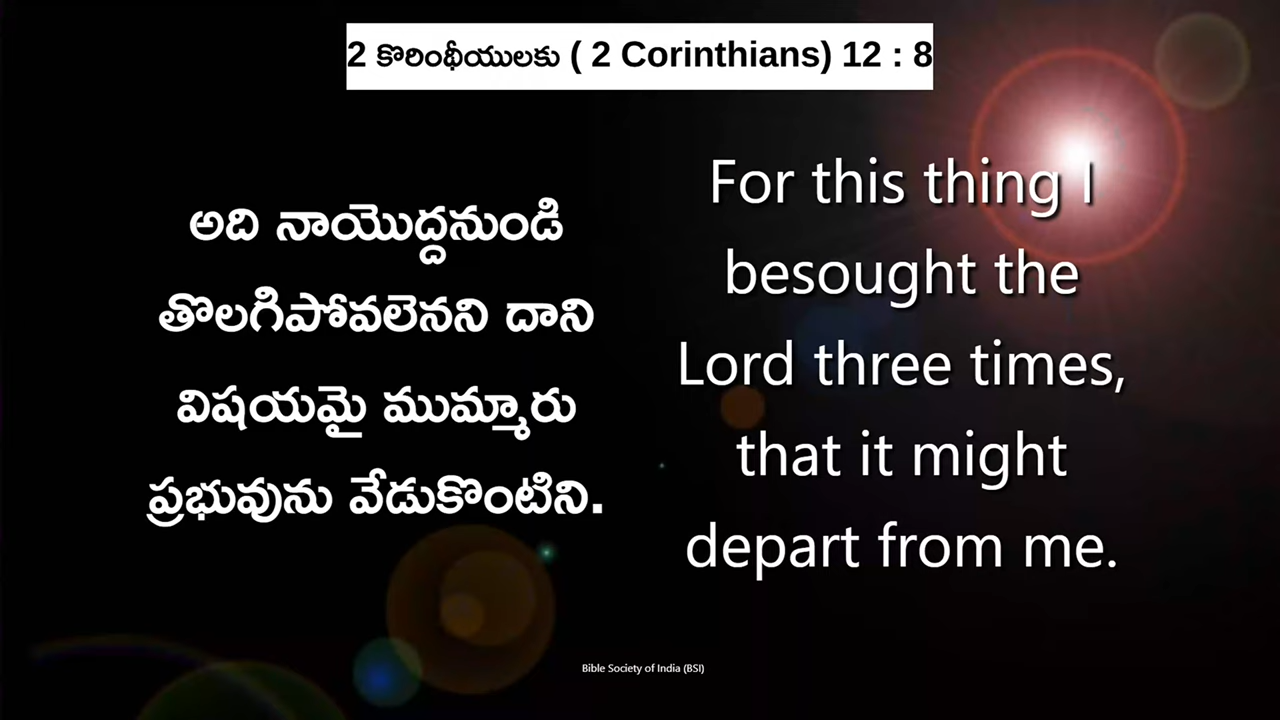 2 కొరింథీయులకు ( 2 Corinthians) 12 : 8
అది నాయొద్దనుండి
తొలగిపోవలెనని దాని
విషయమై ముమ్మారు
ప్రభువును వేడుకొంటిని.
For this thing I
besought the
Lord three times,
that it might
depart from me.
Bible Society of India (BSI)